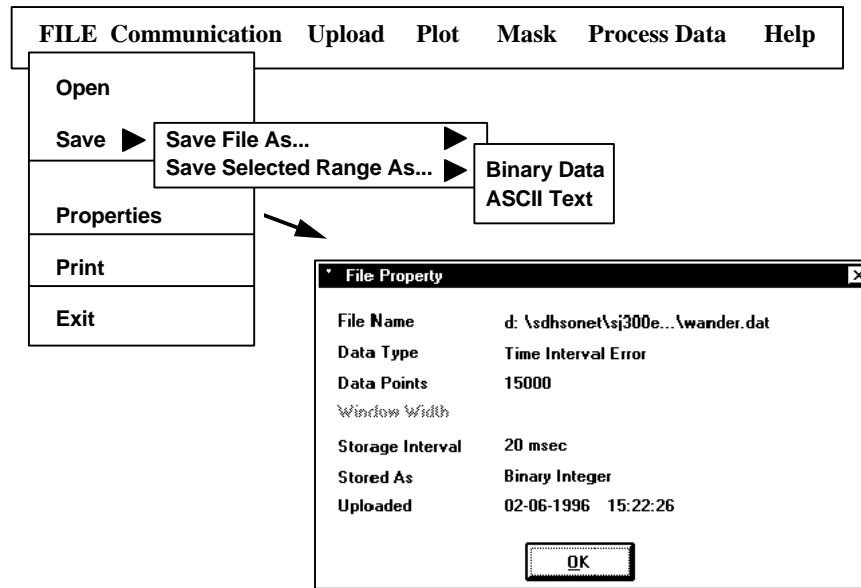 FILE Communication Upload Plot Mask Process Data Help
Open
Save
Save File As...
Save Selected Range As...
Binary Data
ASCII Text
Properties
Print
Exit
File Property
File Name d: \sdhsonet\sj300e...\wander.dat
Data Type Time Interval Error
Data Points 15000
Window Width
Storage Interval 20 msec
Stored As Binary Integer
Uploaded 02-06-1996 15:22:26
OK